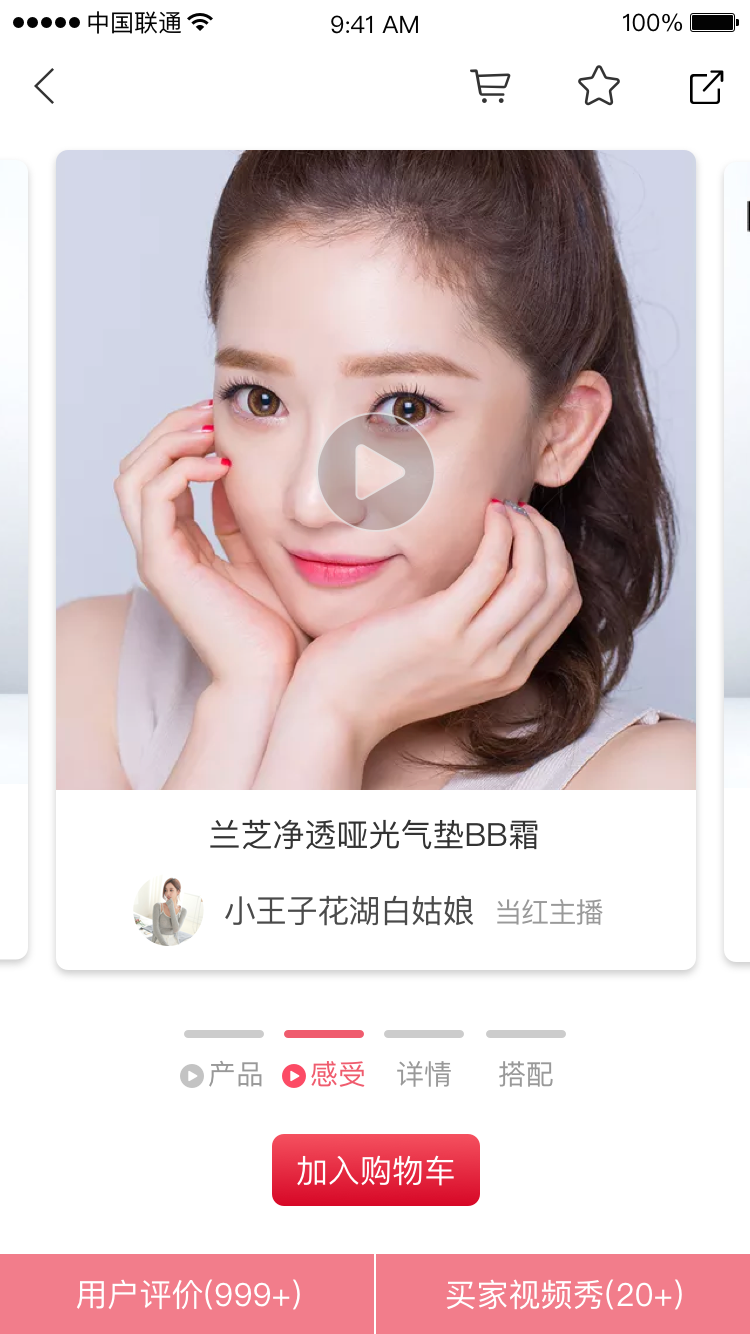 中国联通 9:41 AM 100%
兰芝净透哑光气垫BB霜
小王子花湖白姑娘 当红主播
产品 感受 详情 搭配
加入购物车
用户评价(999+) 买家视频秀(20+)